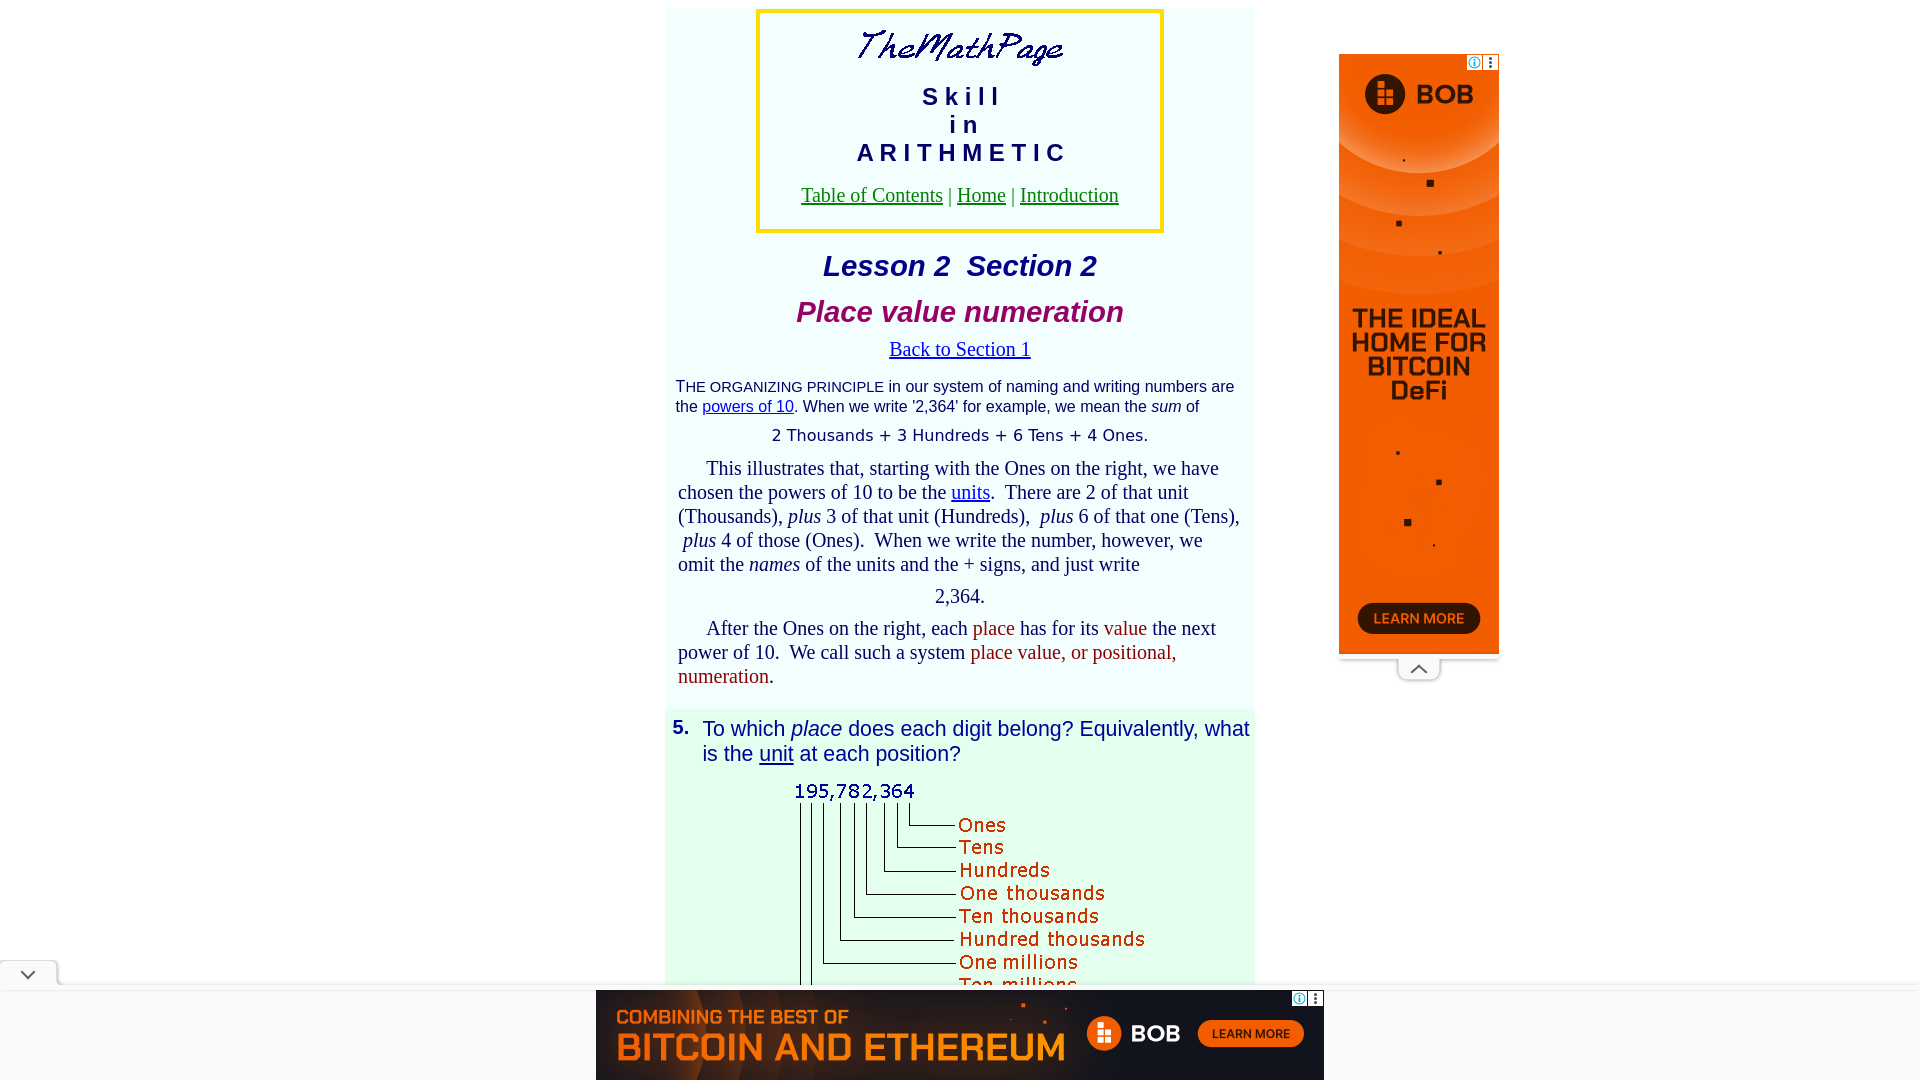 TheMathPage
S k i l l
i n
A R I T H M E T I C
Table of Contents | Home | Introduction
Lesson 2  Section 2
Place value numeration
Back to Section 1
THE ORGANIZING PRINCIPLE in our system of naming and writing numbers are
the powers of 10. When we write '2,364' for example, we mean the sum of
2 Thousands + 3 Hundreds + 6 Tens + 4 Ones.
This illustrates that, starting with the Ones on the right, we have
chosen the powers of 10 to be the units.  There are 2 of that unit
(Thousands), plus 3 of that unit (Hundreds),  plus 6 of that one (Tens),
plus 4 of those (Ones).  When we write the number, however, we
omit the names of the units and the + signs, and just write
2,364.
After the Ones on the right, each place has for its value the next
power of 10.  We call such a system place value, or positional,
numeration.
5. To which place does each digit belong? Equivalently, what
is the unit at each position?
195,782,364
Ones
Tens
Hundreds
One thousands
Ten thousands
Hundred thousands
One millions
Ten millions
BOB
THE IDEAL
HOME FOR
BITCOIN
DeFi
LEARN MORE
COMBINING THE BEST OF
BITCOIN AND ETHEREUM
BOB
LEARN MORE